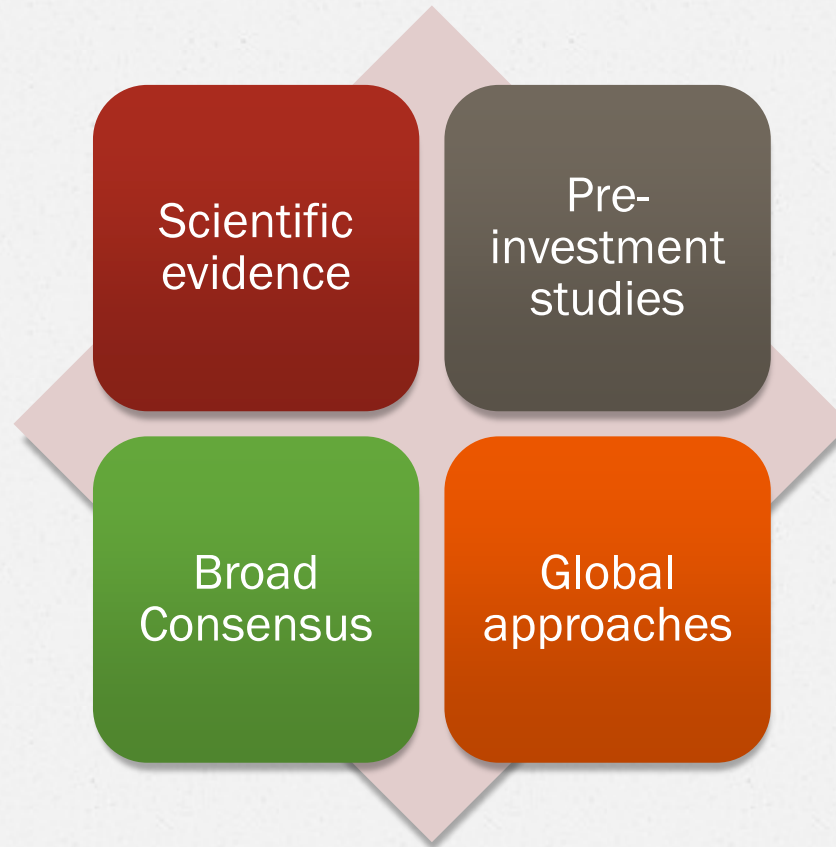 Scientific
evidence
Pre-
investment
studies
Broad
Consensus
Global
approaches